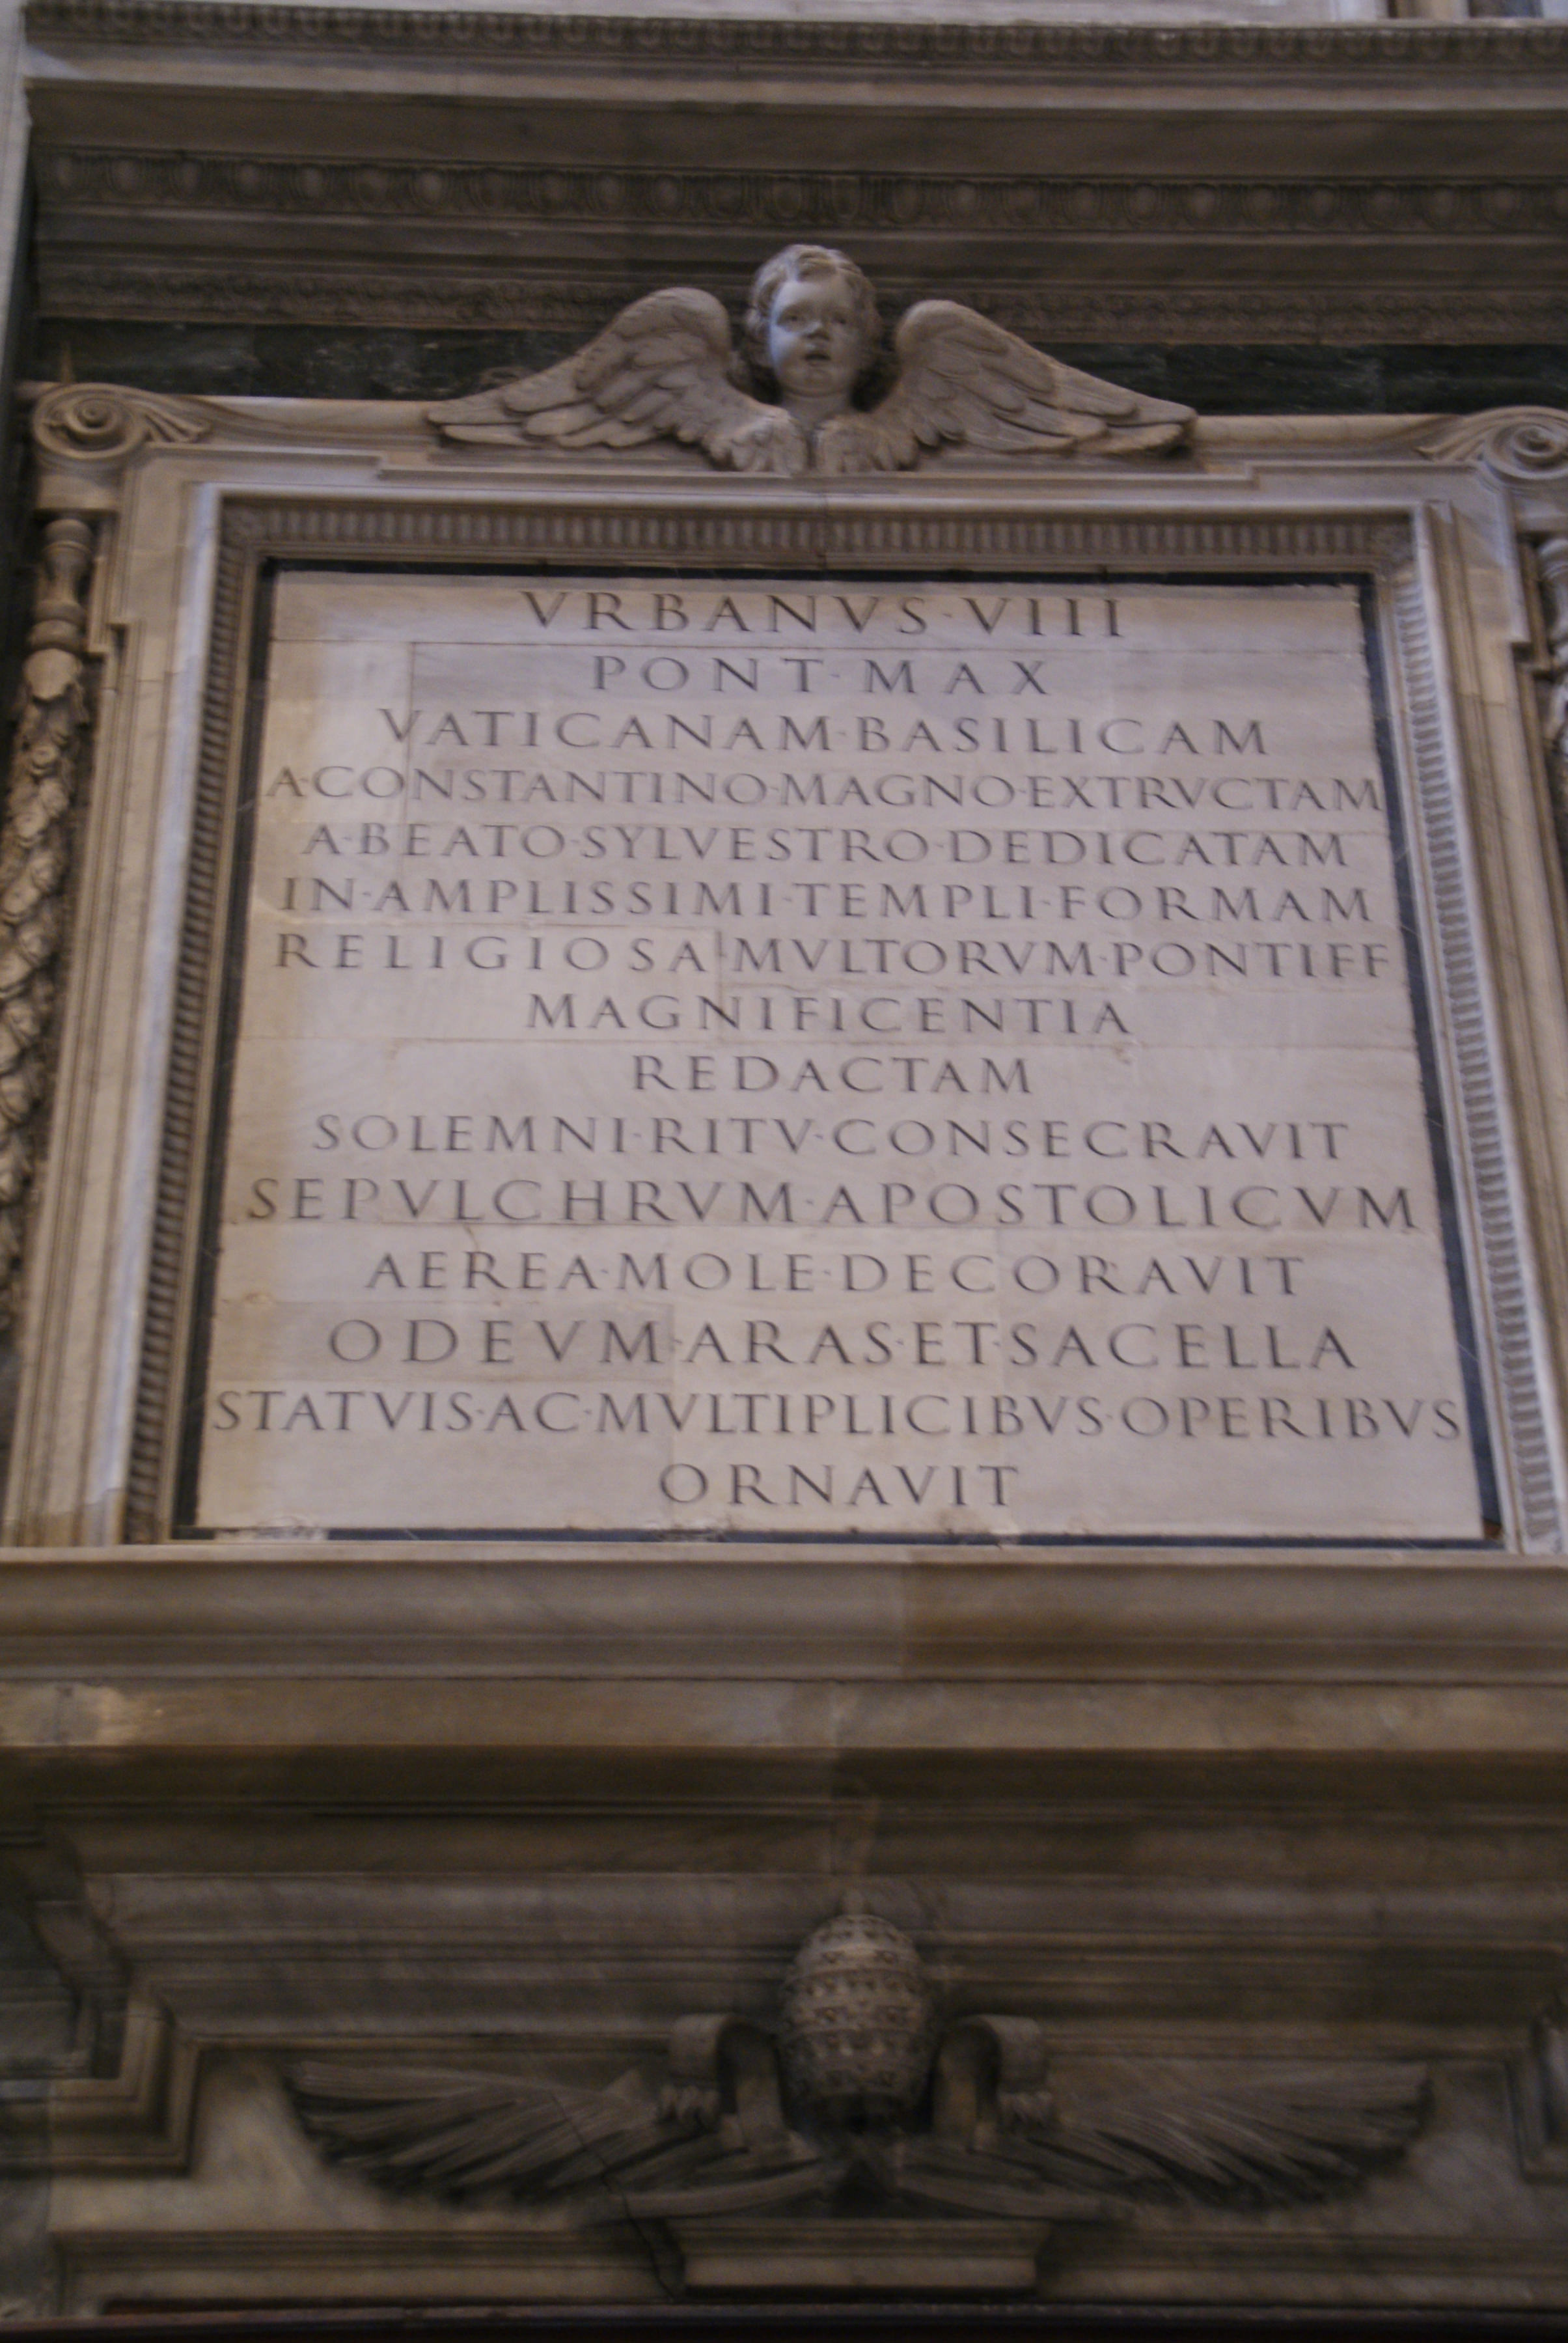 VRBANVS·VIII
PONT·MAX
VATICANAM·BASILICAM
A·CONSTANTINO·MAGNO·EXTRVCTAM
A·BEATO·SYLVESTRO·DEDICATAM
IN·AMPLISSIMI·TEMPLI·FORMAM
RELIGIOSA·MVLTORVM·PONTIFF
MAGNIFICENTIA
REDACTAM
SOLEMNI·RITV·CONSECRAVIT
SEPVLCHRVM·APOSTOLICVM
AEREA·MOLE·DECORAVIT
ODEVM·ARAS·ET·SACELLA
STATVIS·AC·MVLTIPLICIBVS·OPERIBVS
ORNAVIT